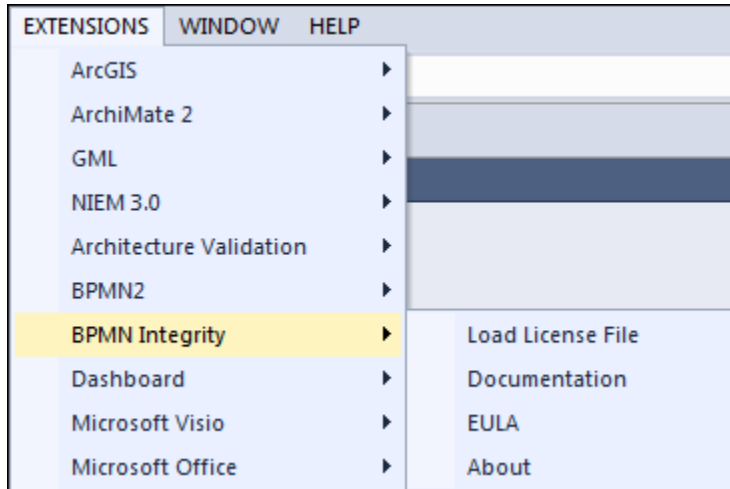 EXTENSIONS WINDOW HELP
ArcGIS
ArchiMate 2
GML
NIEM 3.0
Architecture Validation
BPMN2
BPMN Integrity
Dashboard
Microsoft Visio
Microsoft Office
Load License File
Documentation
EULA
About